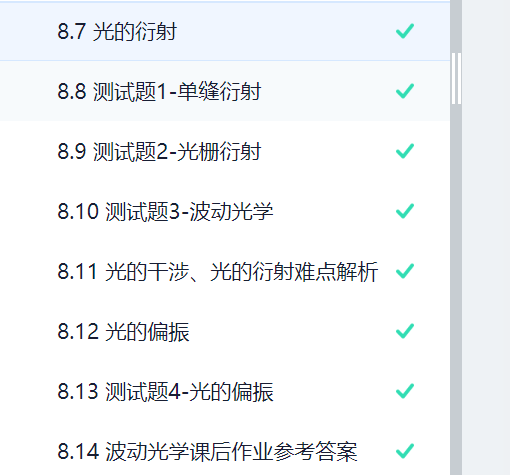 8.7 光的衍射
8.8 测试题1-单缝衍射
8.9 测试题2-光栅衍射
8.10 测试题3-波动光学
8.11 光的干涉、光的衍射难点解析
8.12 光的偏振
8.13 测试题4-光的偏振
8.14 波动光学课后作业参考答案